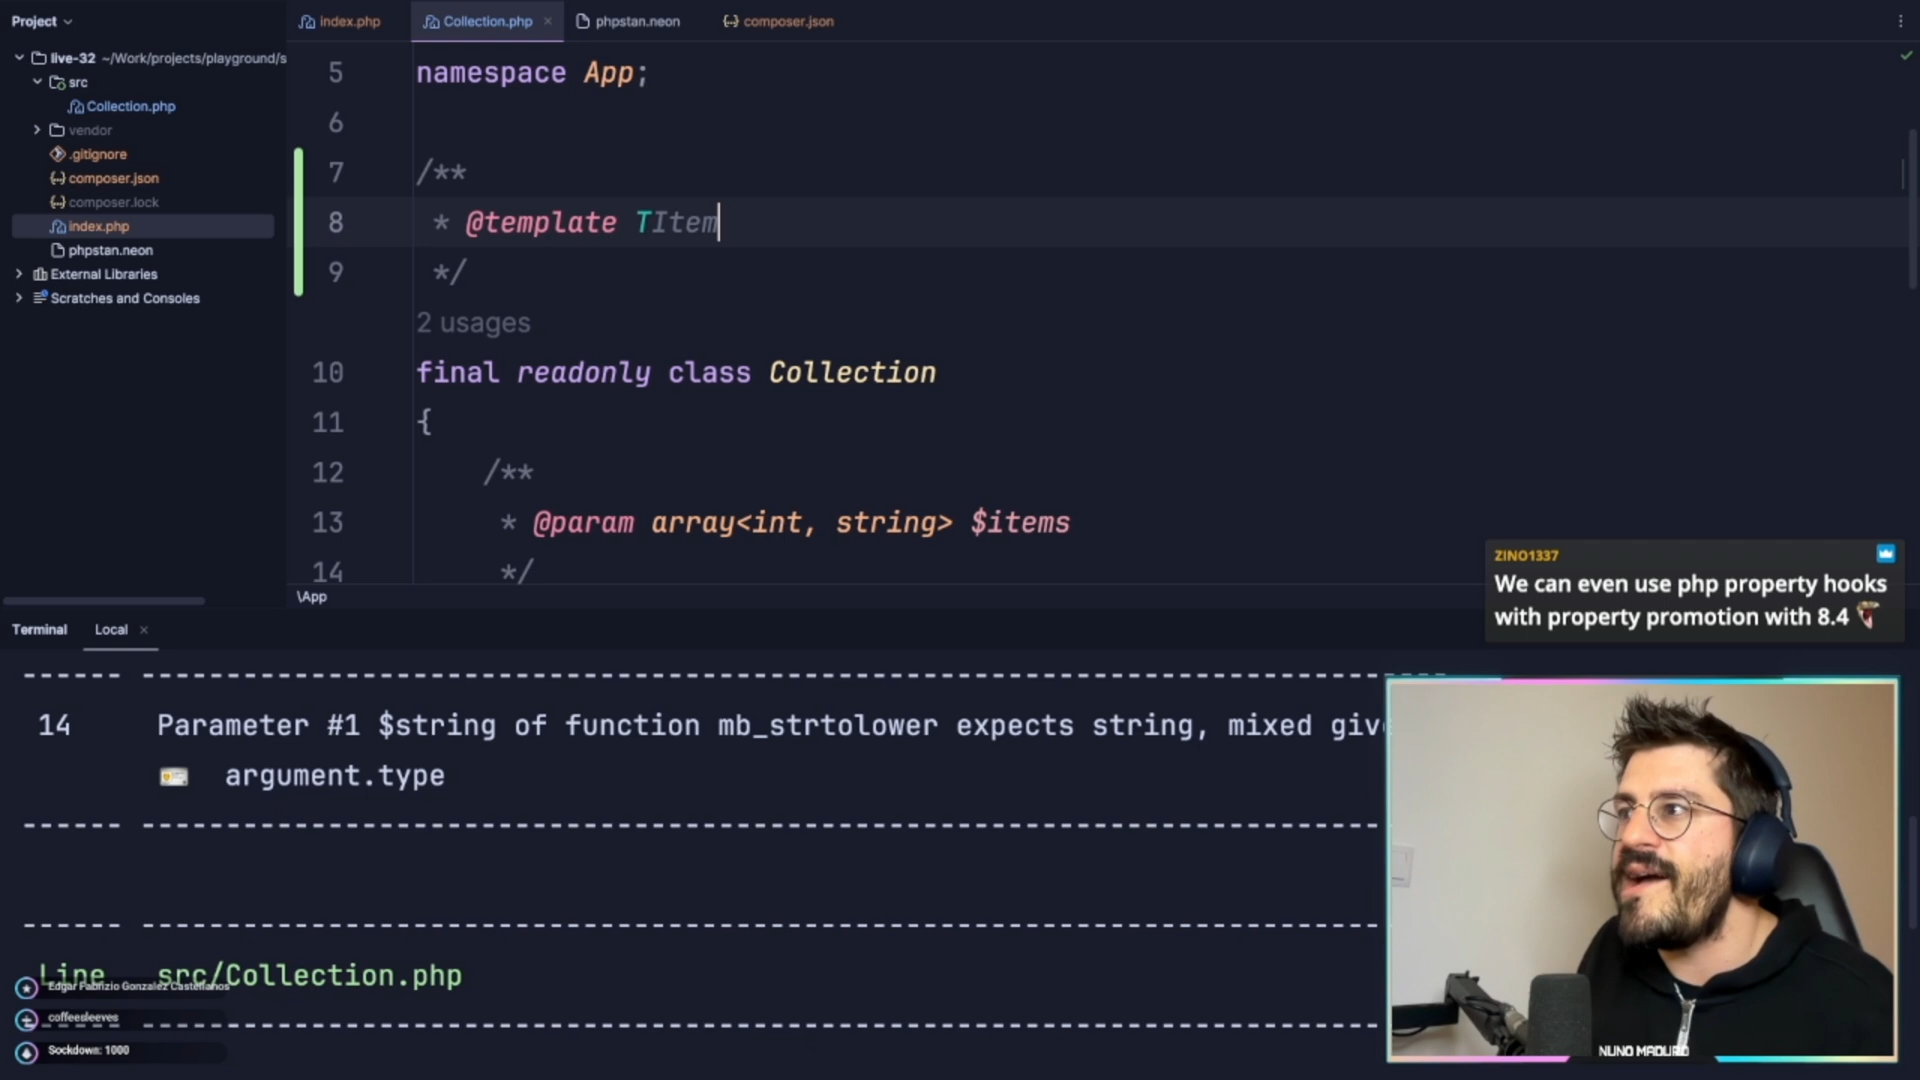 Project
index.php
Collection.php
phpstan.neon
composer.json
live-32 ~/Work/projects/playground/s
src
Collection.php
vendor
.gitignore
composer.json
composer.lock
index.php
phpstan.neon
External Libraries
Scratches and Consoles
5 namespace App;
6
7 /**
8 * @template TItem
9 */
2 usages
10 final readonly class Collection
11 {
12 /**
13 * @param array<int, string> $items
14 */
\App
ZINO1337
We can even use php property hooks
with property promotion with 8.4
Terminal Local
------ ------------------------------------------------------------------------------
14 Parameter #1 $string of function mb_strtolower expects string, mixed giv
argument.type
------ --------------------------------------------------------------------------
------ --------------------------------------------------------------------------
Line src/Collection.php
Edgar Fabrizio Gonzalez Castellanos
coffeesleeves
------ --------------------------------------------------------------------------
Sockdown: 1000
NUNO MADURO